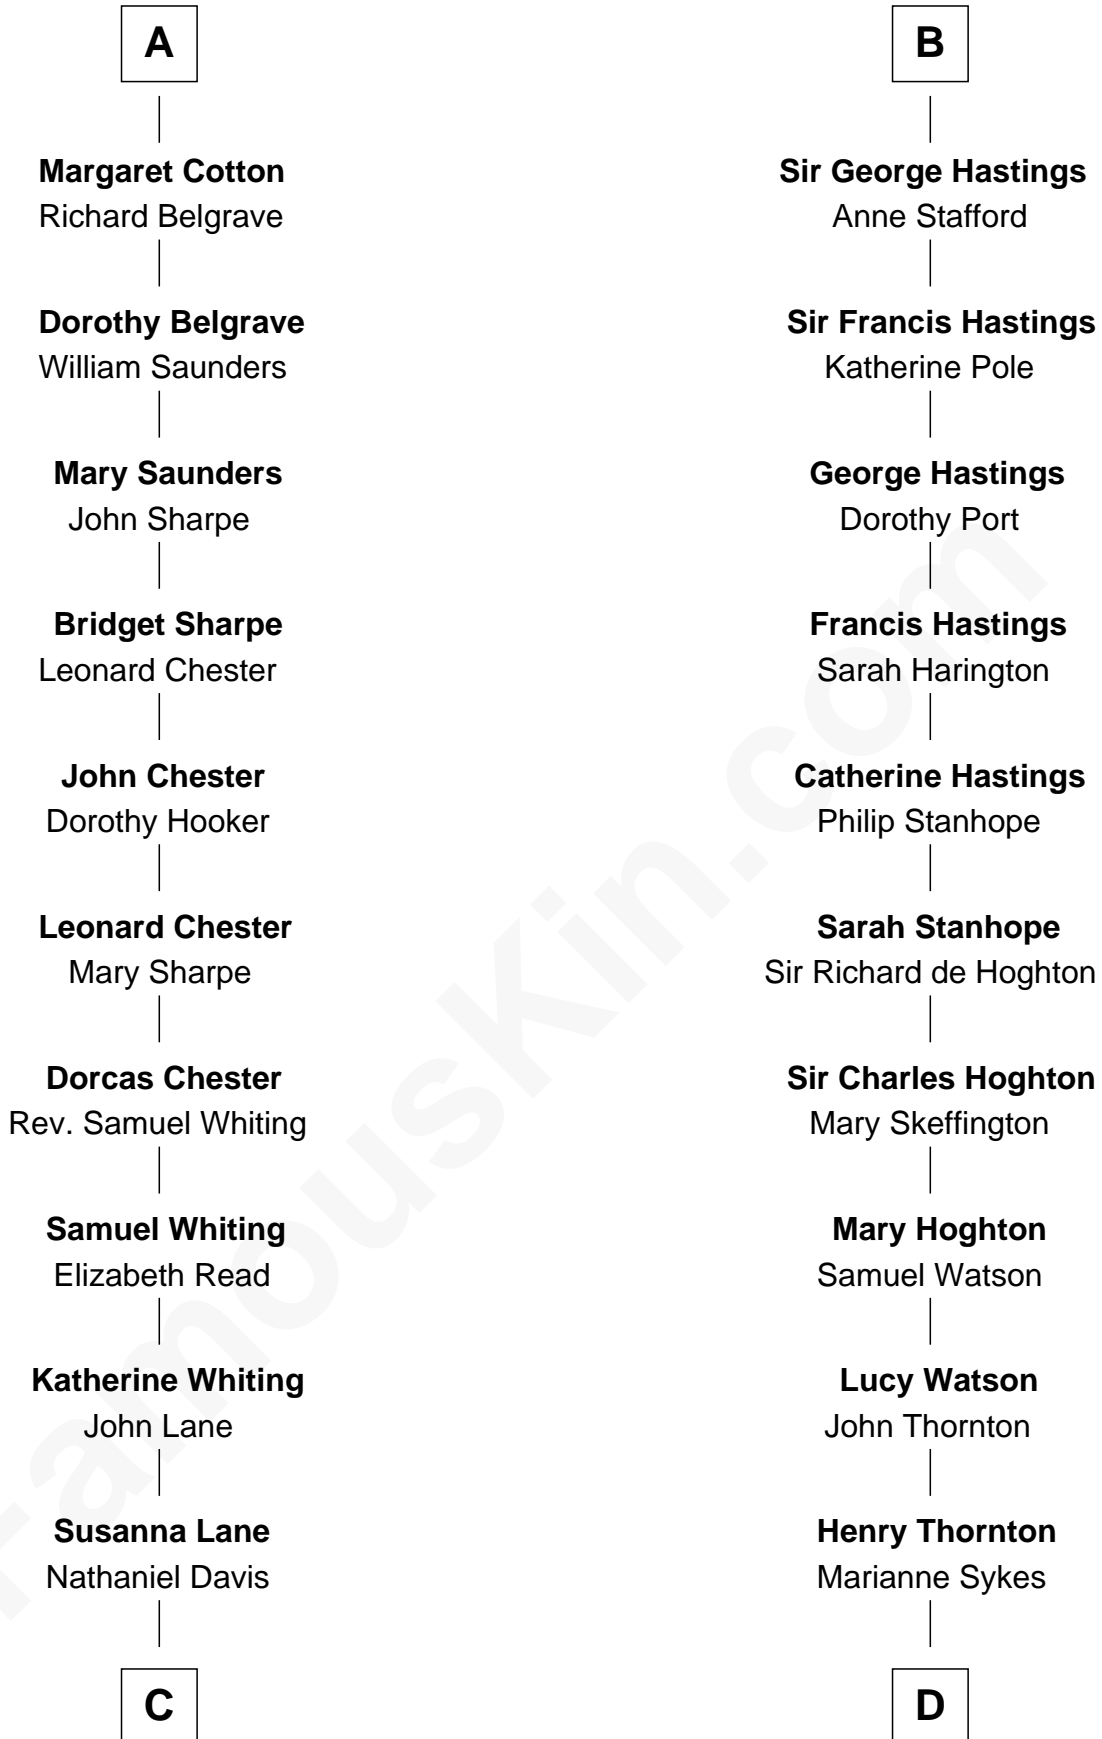 A
Margaret Cotton
Richard Belgrave
Dorothy Belgrave
William Saunders
Mary Saunders
John Sharpe
Bridget Sharpe
Leonard Chester
John Chester
Dorothy Hooker
Leonard Chester
Mary Sharpe
Dorcas Chester
Rev. Samuel Whiting
Samuel Whiting
Elizabeth Read
Katherine Whiting
John Lane
Susanna Lane
Nathaniel Davis
C
B
Sir George Hastings
Anne Stafford
Sir Francis Hastings
Katherine Pole
George Hastings
Dorothy Port
Francis Hastings
Sarah Harington
Catherine Hastings
Philip Stanhope
Sarah Stanhope
Sir Richard de Hoghton
Sir Charles Hoghton
Mary Skeffington
Mary Hoghton
Samuel Watson
Lucy Watson
John Thornton
Henry Thornton
Marianne Sykes
D
FamousKin.com